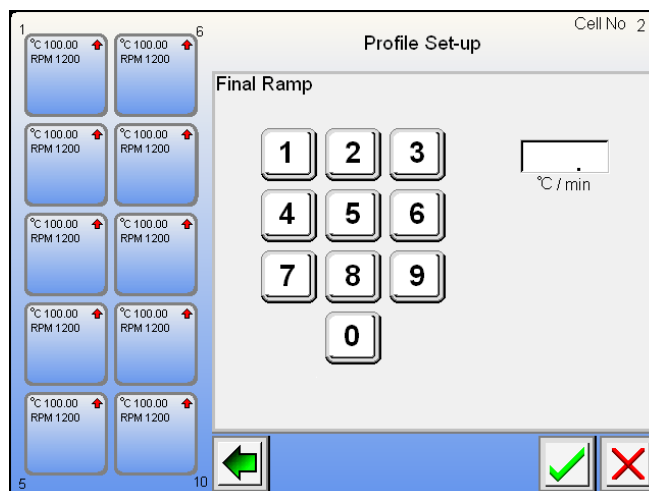 Cell No 2
Profile Set-up
1
6
°C 100.00
RPM 1200
°C 100.00
RPM 1200
°C 100.00
RPM 1200
°C 100.00
RPM 1200
°C 100.00
RPM 1200
°C 100.00
RPM 1200
°C 100.00
RPM 1200
°C 100.00
RPM 1200
°C 100.00
RPM 1200
°C 100.00
RPM 1200
5
10
Final Ramp
1 2 3
4 5 6
7 8 9
0
.
°C / min